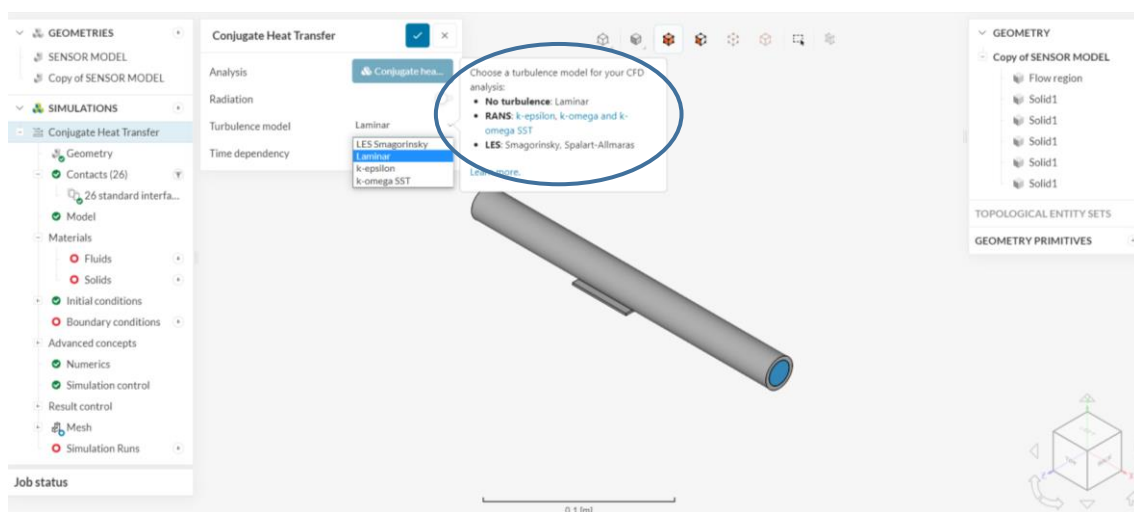 GEOMETRIES
SENSOR MODEL
Copy of SENSOR MODEL
SIMULATIONS
Conjugate Heat Transfer
Geometry
Contacts (26)
26 standard interfa...
Model
Materials
Fluids
Solids
Initial conditions
Boundary conditions
Advanced concepts
Numerics
Simulation control
Result control
Mesh
Simulation Runs
Job status
Conjugate Heat Transfer
Analysis
Conjugate hea...
Radiation
Turbulence model
Laminar
Time dependency
LES Smagorinsky
Laminar
k-epsilon
k-omega SST
Choose a turbulence model for your CFD
analysis:
• No turbulence: Laminar
• RANS: k-epsilon, k-omega and k-
omega SST
• LES: Smagorinsky, Spalart-Allmaras
Learn more.
0.1 [m]
GEOMETRY
Copy of SENSOR MODEL
Flow region
Solid1
Solid1
Solid1
Solid1
Solid1
TOPOLOGICAL ENTITY SETS
GEOMETRY PRIMITIVES